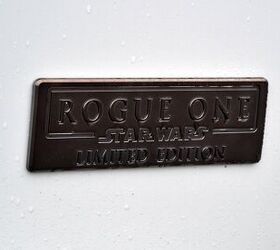 ROGUE ONE
STAR WARS
LIMITED EDITION